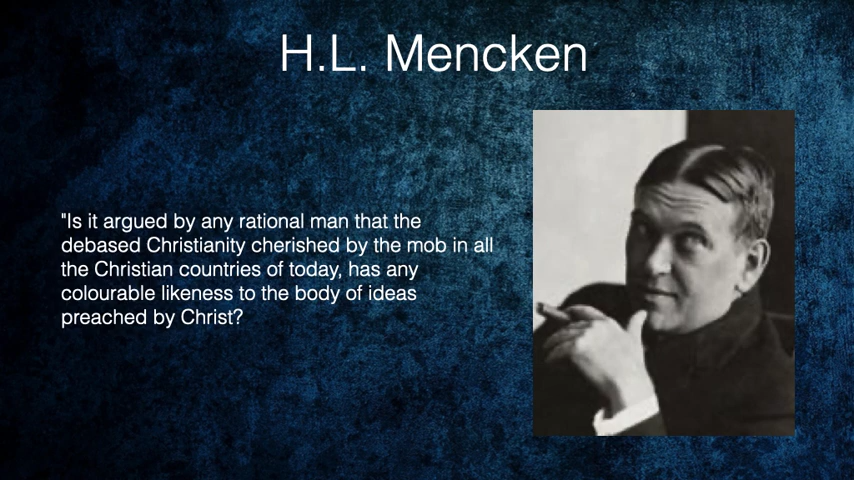 H.L. Mencken
"Is it argued by any rational man that the
debased Christianity cherished by the mob in all
the Christian countries of today, has any
colourable likeness to the body of ideas
preached by Christ?